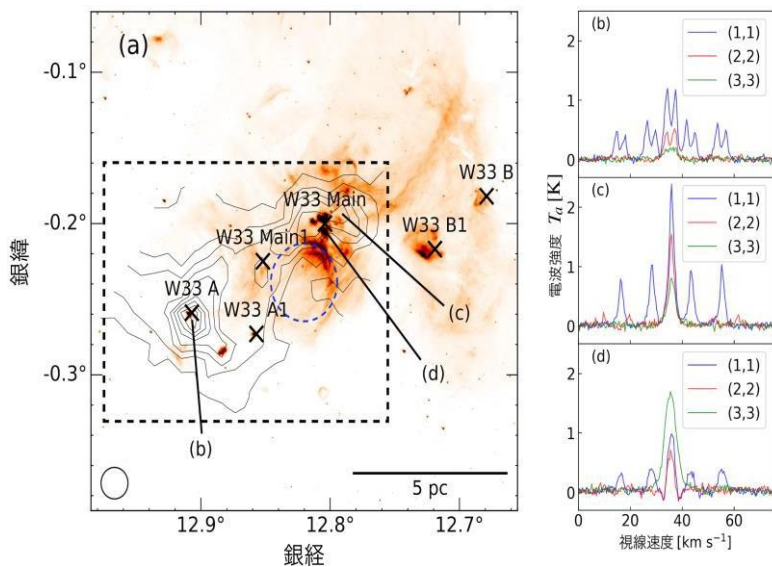 (a)
-0.1°
-0.2°
-0.3°
銀緯
W33 B
W33 Main
W33 B1
W33 Main1
W33 A
W33 A1
(c)
(d)
(b)
5 pc
12.9°
12.8°
12.7°
銀経
(b)
(1,1)
(2,2)
(3,3)
2
1
0
(c)
(1,1)
(2,2)
(3,3)
2
1
0
電波強度 Ta [K]
(d)
(1,1)
(2,2)
(3,3)
2
1
0
0
20
40
60
視線速度 [km s⁻¹]